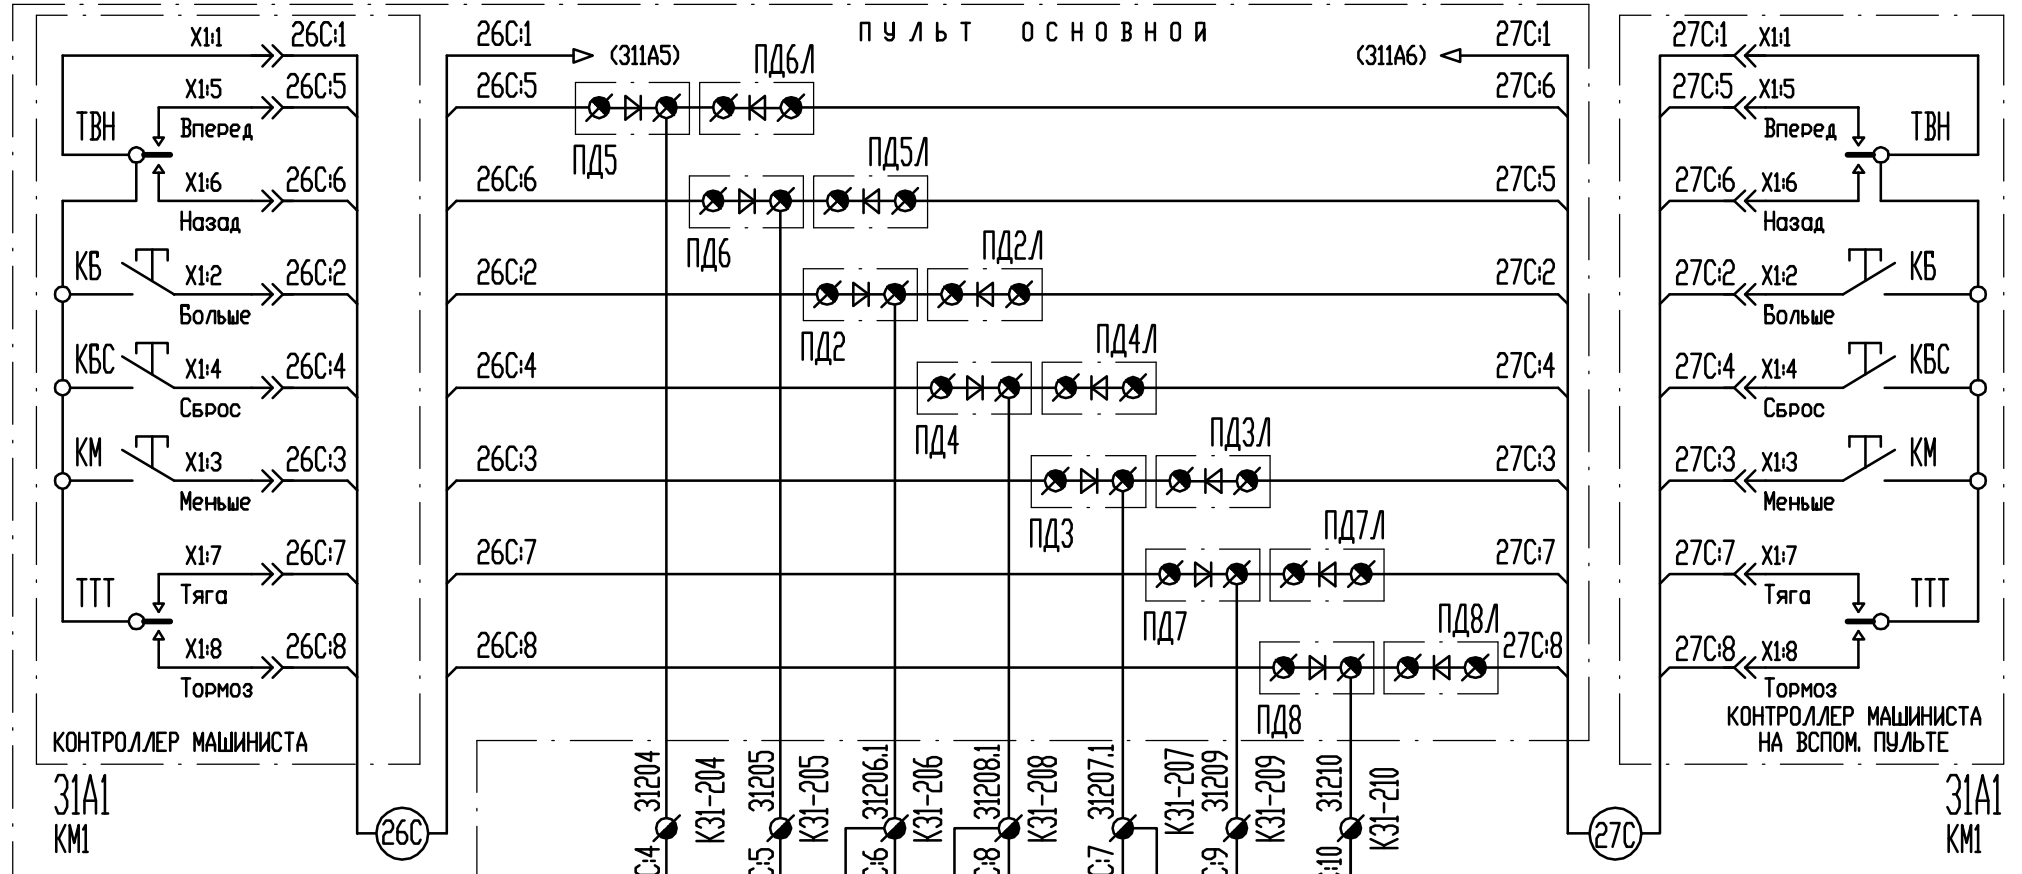 ПУЛЬТ ОСНОВНОЙ
X1:1 26С:1 26С:1 (311А5) (311А6) 27С:1 27С:1 X1:1
X1:5 26С:5 26С:5 ПД6Л 27С:6 27С:5 X1:5
ТВН Вперед ПД5 Вперед ТВН
X1:6 26С:6 26С:6 ПД5Л 27С:5 27С:6 X1:6
Назад ПД6 Назад
КБ X1:2 26С:2 26С:2 ПД2Л 27С:2 27С:2 X1:2 КБ
Больше ПД2 Больше
КБС X1:4 26С:4 26С:4 ПД4Л 27С:4 27С:4 X1:4 КБС
Сброс ПД4 Сброс
КМ X1:3 26С:3 26С:3 ПД3Л 27С:3 27С:3 X1:3 КМ
Меньше ПД3 Меньше
X1:7 26С:7 26С:7 ПД7Л 27С:7 27С:7 X1:7
ТТТ Тяга ПД7 Тяга ТТТ
X1:8 26С:8 26С:8 ПД8Л 27С:8 27С:8 X1:8
Тормоз ПД8 Тормоз
КОНТРОЛЛЕР МАШИНИСТА
КОНТРОЛЛЕР МАШИНИСТА
НА ВСПОМ. ПУЛЬТЕ
31А1
КМ1
26С
31204
К31-204
31205
К31-205
31206.1
К31-206
31208.1
К31-208
31207.1
К31-207
31209
К31-209
31210
К31-210
27С
31А1
КМ1
С:4
С:5
С:6
С:8
С:7
С:9
:10